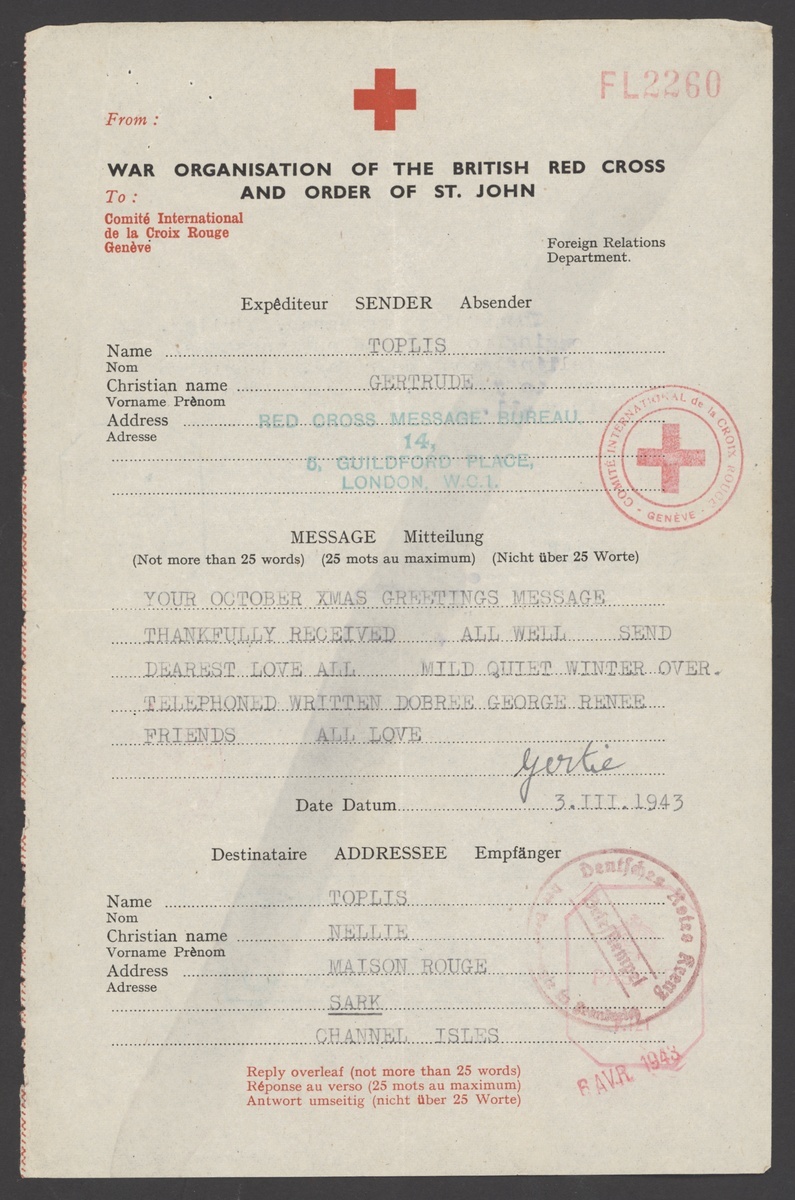 FL2260
From :
WAR ORGANISATION OF THE BRITISH RED CROSS
To : AND ORDER OF ST. JOHN
Comité International
de la Croix Rouge
Genève
Foreign Relations
Department.
Expéditeur SENDER Absender
Name TOPLIS
Nom
Christian name GERTRUDE
Vorname Prènom
Address RED CROSS MESSAGE BUREAU
Adresse 14,
5, GUILDFORD PLACE,
LONDON, W.C.1.
COMITÉ INTERNATIONAL de la CROIX ROUGE
GENÈVE
MESSAGE Mitteilung
(Not more than 25 words) (25 mots au maximum) (Nicht über 25 Worte)
YOUR OCTOBER XMAS GREETINGS MESSAGE
THANKFULLY RECEIVED ALL WELL SEND
DEAREST LOVE ALL MILD QUIET WINTER OVER.
TELEPHONED WRITTEN DOBREE GEORGE RENEE
FRIENDS ALL LOVE
Gertie
Date Datum 3.III.1943
Destinataire ADDRESSEE Empfänger
Name TOPLIS
Nom
Christian name NELLIE
Vorname Prènom
Address MAISON ROUGE
Adresse
SARK
CHANNEL ISLES
Deutsches Rotes Kreuz
6 AVR. 1943
Reply overleaf (not more than 25 words)
Réponse au verso (25 mots au maximum)
Antwort umseitig (nicht über 25 Worte)